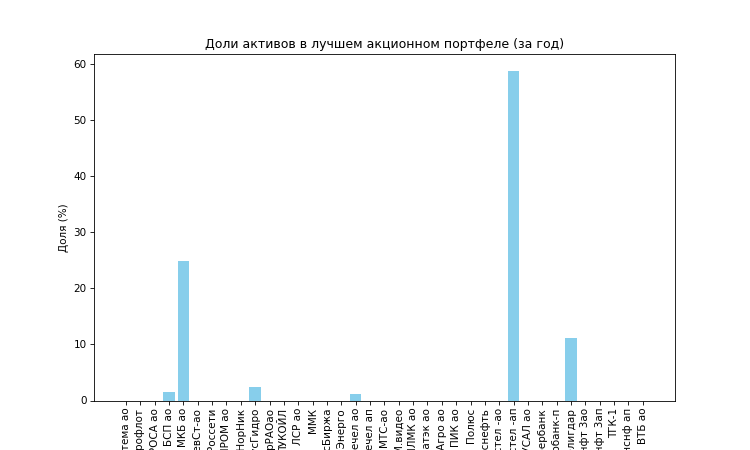 Доли активов в лучшем акционном портфеле (за год)
Доля (%)
60
50
40
30
20
10
0
тема ао
рофлот
РОСА ао
БСП ао
МКБ ао
евСт-ао
Россети
ПРОМ ао
НорНик
усГидро
рРАОао
ЛУКОЙЛ
ЛСР ао
ММК
сБиржа
Энерго
ечел ао
ечел ап
МТС-ао
М.видео
ЛМК ао
атэк ао
Агро ао
ПИК ао
Полюс
снефть
стел -ао
стел -ап
УСАЛ ао
ербанк
рбанк-п
лигдар
нфт 3ао
нфт 3ап
ТГК-1
нснф ап
ВТБ ао